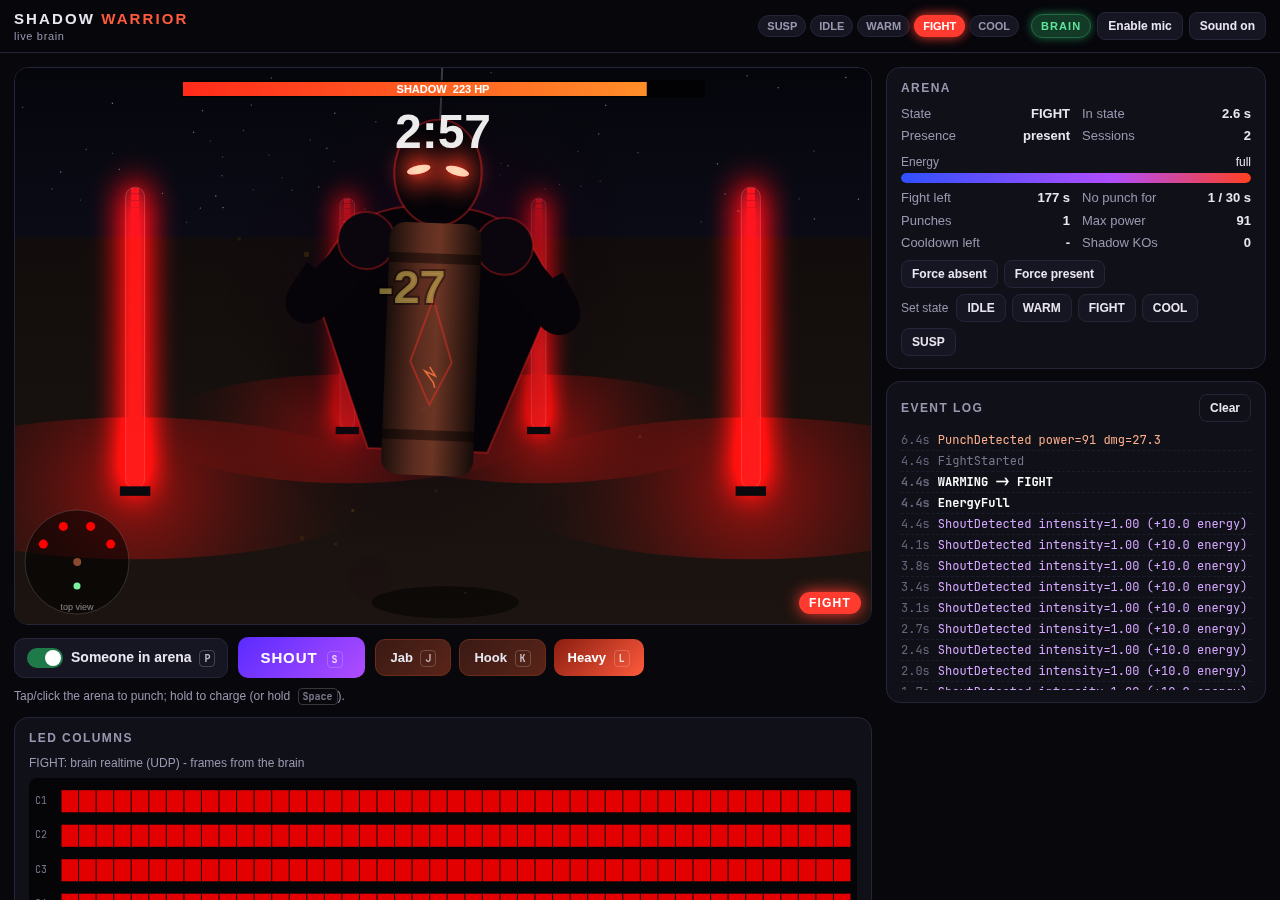 SHADOW WARRIOR
live brain
SUSP IDLE WARM FIGHT COOL BRAIN Enable mic Sound on
SHADOW 223 HP
2:57
-27
top view
FIGHT
Someone in arena P
SHOUT S
Jab J
Hook K
Heavy L
Tap/click the arena to punch; hold to charge (or hold Space).
LED COLUMNS
FIGHT: brain realtime (UDP) - frames from the brain
C1
C2
C3
ARENA
State FIGHT In state 2.6 s
Presence present Sessions 2
Energy full
Fight left 177 s No punch for 1 / 30 s
Punches 1 Max power 91
Cooldown left - Shadow KOs 0
Force absent Force present
Set state IDLE WARM FIGHT COOL
SUSP
EVENT LOG Clear
6.4s PunchDetected power=91 dmg=27.3
4.4s FightStarted
4.4s WARMING → FIGHT
4.4s EnergyFull
4.4s ShoutDetected intensity=1.00 (+10.0 energy)
4.1s ShoutDetected intensity=1.00 (+10.0 energy)
3.8s ShoutDetected intensity=1.00 (+10.0 energy)
3.4s ShoutDetected intensity=1.00 (+10.0 energy)
3.1s ShoutDetected intensity=1.00 (+10.0 energy)
2.7s ShoutDetected intensity=1.00 (+10.0 energy)
2.4s ShoutDetected intensity=1.00 (+10.0 energy)
2.0s ShoutDetected intensity=1.00 (+10.0 energy)
ShoutDetected intensity=1.00 (+10.0 energy)